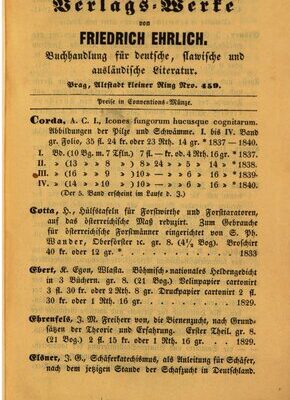 Verlags-Werke
von
FRIEDRICH EHRLICH.
Buchhandlung für deutsche, slawische und
ausländische Literatur.
Prag, Altstadt kleiner Ring Nro. 459.
Preise in Conventions-Münze.
Corda, A. C. I., Icones fungorum hucusque cognitarum.
Abbildungen der Pilze und Schwämme. I. bis IV. Band
gr. Folio, 35 fl. 24 kr. oder 23 Rth. 14 gr. *1837 — 1840.
I. Bd. (10 Bg. m. 7 Tfln.) 7 fl. — kr. od. 4 Rth. 16 gr. *1837.
II. » (8 » » 8 » ) 8 » 24 » » 5 » 14 » *1838.
III. » (16 » » 9 » )10 » — » » 6 » 16 » *1839.
IV. » (14 » » 10 » )10 » — » » 6 » 16 » *1840.
(Der 5. Band erscheint im Laufe d. J.)
Cotta, H., Hülfstafeln für Forstwirthe und Forsttaratoren,
auf das österreichische Maß reduzirt. Zum Gebrauche
für österreichische Forstmänner eingerichtet von S. Ph.
Wander, Oberförster ꝛc. gr. 8. (4½ Bog). Broschirt
40 kr. oder 12 gr. × . . . . 1833
Ebert, K. Egon, Wlasta. Böhmisch-nationales Heldengedicht
in 3 Büchern. gr. 8. (21 Bog.) Velinpapier cartonirt
3 fl. 30 kr. oder 2 Rth. 8 gr. Druckpapier cartonirt 2 fl.
30 kr. oder 1 Rth. 16 gr. . . . . 1829.
Ehrenfels, J. M. Freiherr von, die Bienenzucht, nach Grund-
sätzen der Theorie und Erfahrung. Erster Theil. gr. 8.
(21 Bog.) 2 fl. 15 kr. oder 1 Rth. 16 gr. . . 1829.
Elsner, J. G., Schäferkatechismus, als Anleitung für Schäfer,
nach dem jetzigen Stande der Schafzucht in Deutschland.